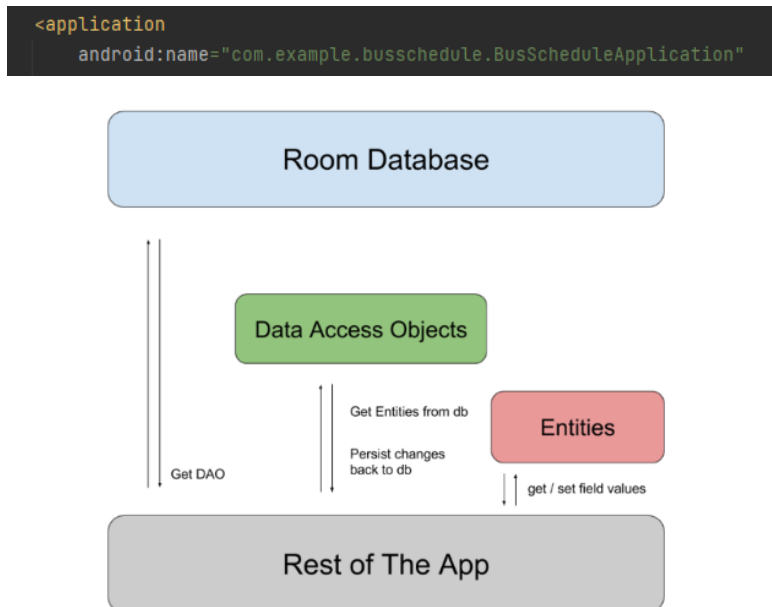 <application
android:name="com.example.busschedule.BusScheduleApplication"
Room Database
Data Access Objects
Get Entities from db
Entities
Persist changes
back to db
Get DAO
get / set field values
Rest of The App